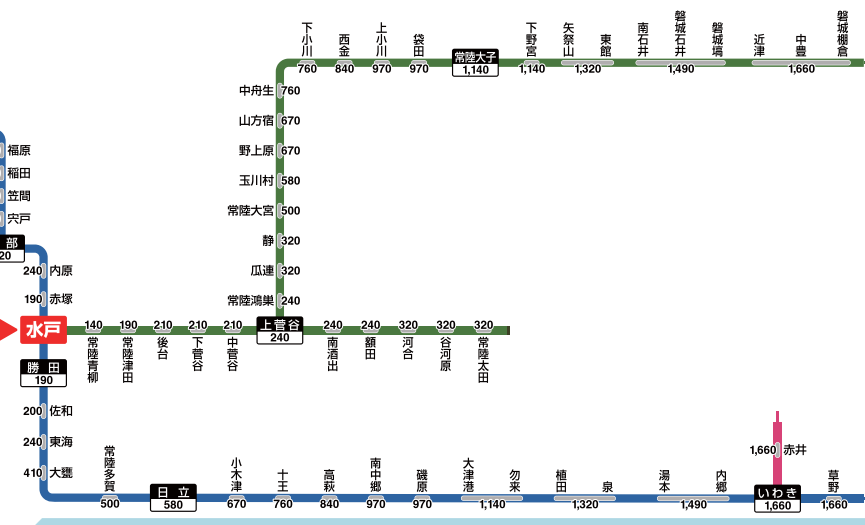 下小川
760
西金
840
上小川
970
袋田
970
常陸大子
1,140
下野宮
1,140
矢祭山
東館
1,320
南石井
磐城石井
磐城塙
1,490
近津
中豊
磐城棚倉
1,660
中舟生 760
山方宿 670
野上原 670
玉川村 580
常陸大宮 500
静 320
瓜連 320
常陸鴻巣 240
福原
稲田
笠間
宍戸
部
20
240 内原
190 赤塚
水戸
140
常陸青柳
190
常陸津田
210
後台
210
下菅谷
210
中菅谷
上菅谷
240
240
南酒出
240
額田
320
河合
320
谷河原
320
常陸太田
勝田
190
200 佐和
240 東海
410 大甕
常陸多賀
500
日立
580
小木津
670
十王
760
高萩
840
南中郷
970
磯原
970
大津港
勿来
1,140
植田
泉
1,320
湯本
内郷
1,490
1,660 赤井
いわき
1,660
草野
1,660